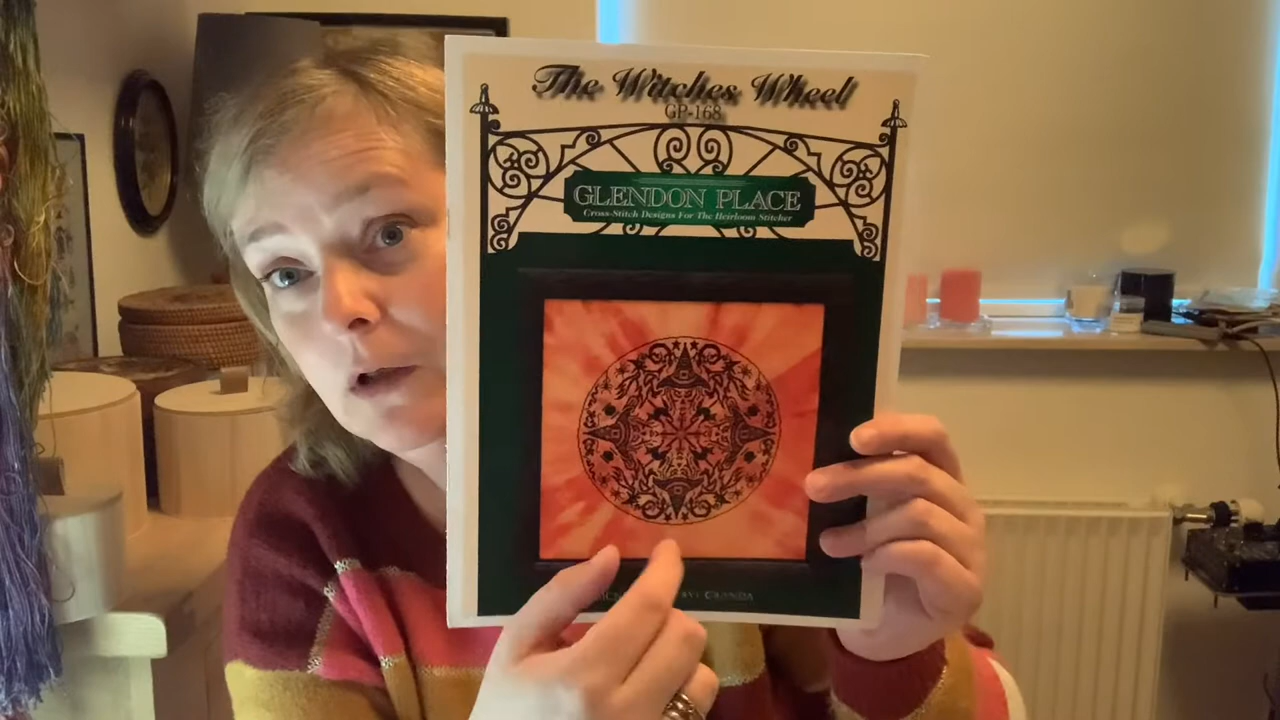 The Witches Wheel
GP-168
GLENDON PLACE
Cross-Stitch Designs For The Heirloom Stitcher